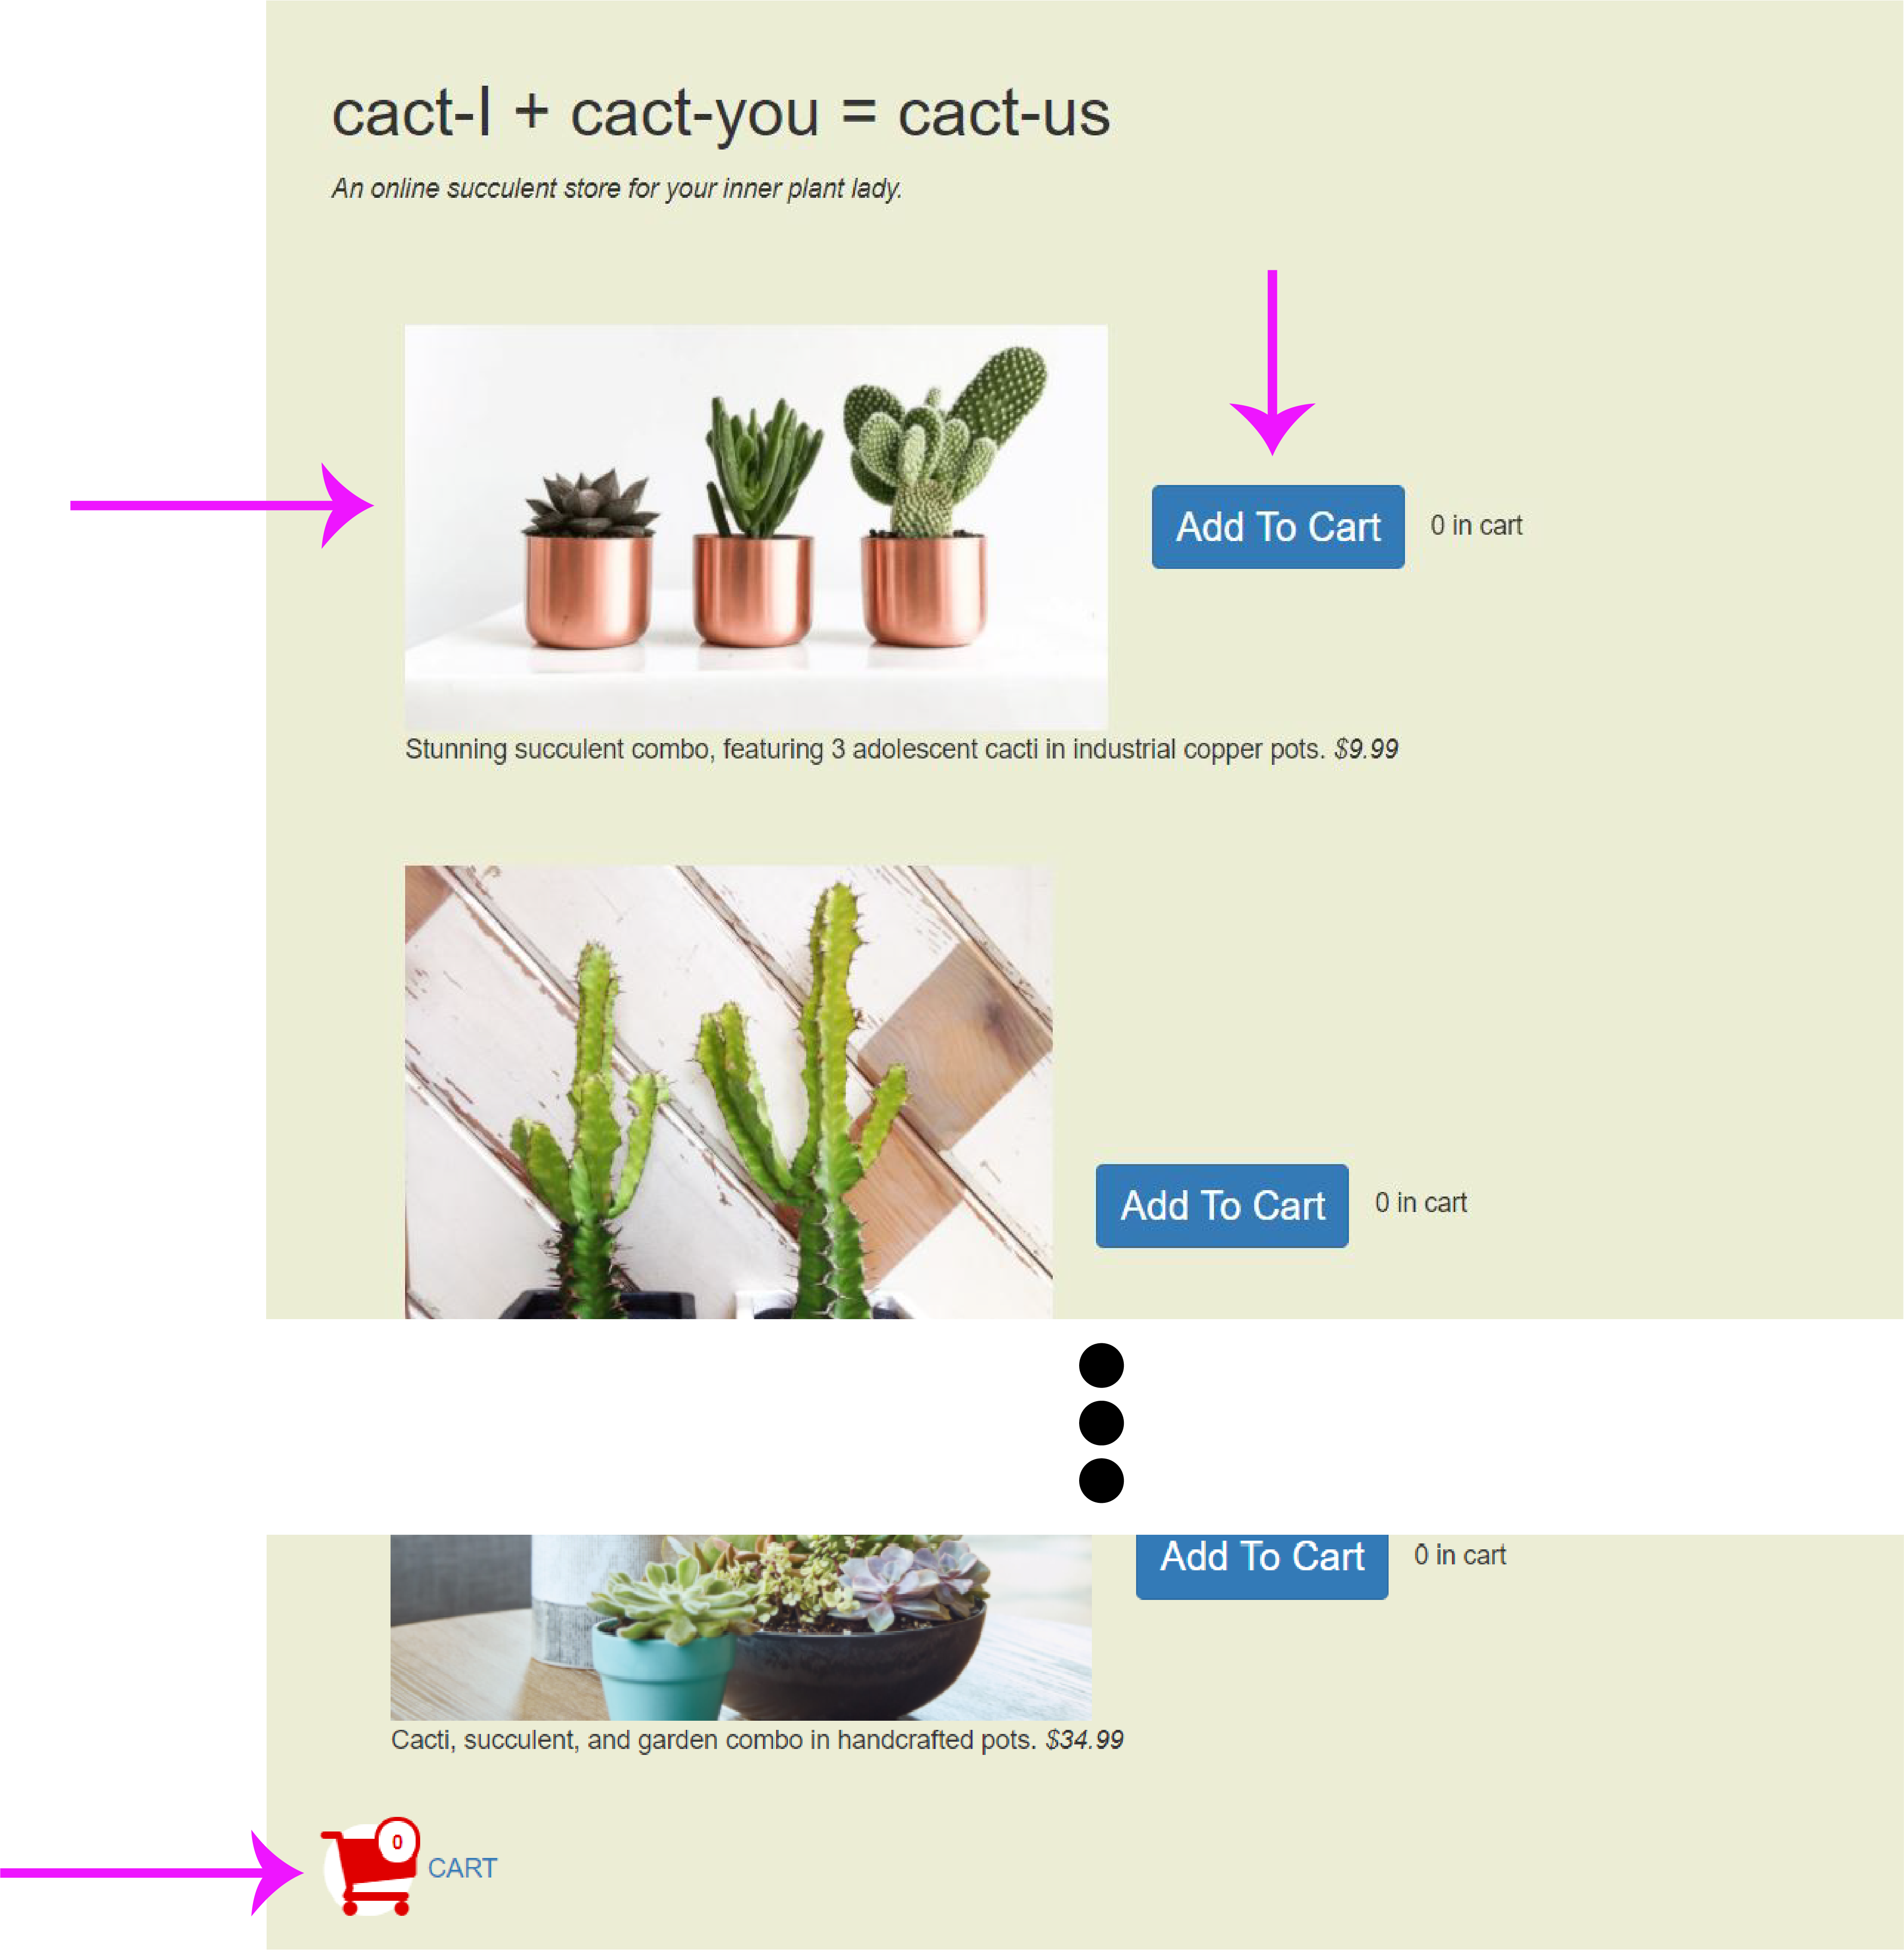 cact-I + cact-you = cact-us
An online succulent store for your inner plant lady.
Add To Cart 0 in cart
Stunning succulent combo, featuring 3 adolescent cacti in industrial copper pots. $9.99
Add To Cart 0 in cart
Add To Cart 0 in cart
Cacti, succulent, and garden combo in handcrafted pots. $34.99
0 CART